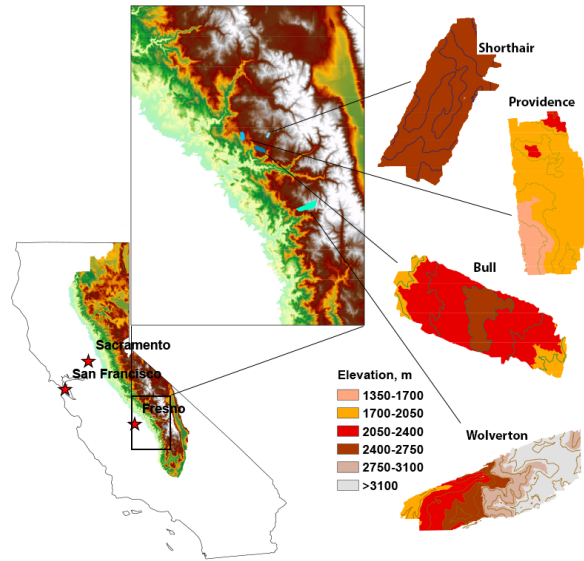 Shorthair
Providence
Bull
Sacramento
San Francisco
Fresno
Elevation, m
1350-1700
1700-2050
2050-2400
2400-2750
2750-3100
>3100
Wolverton